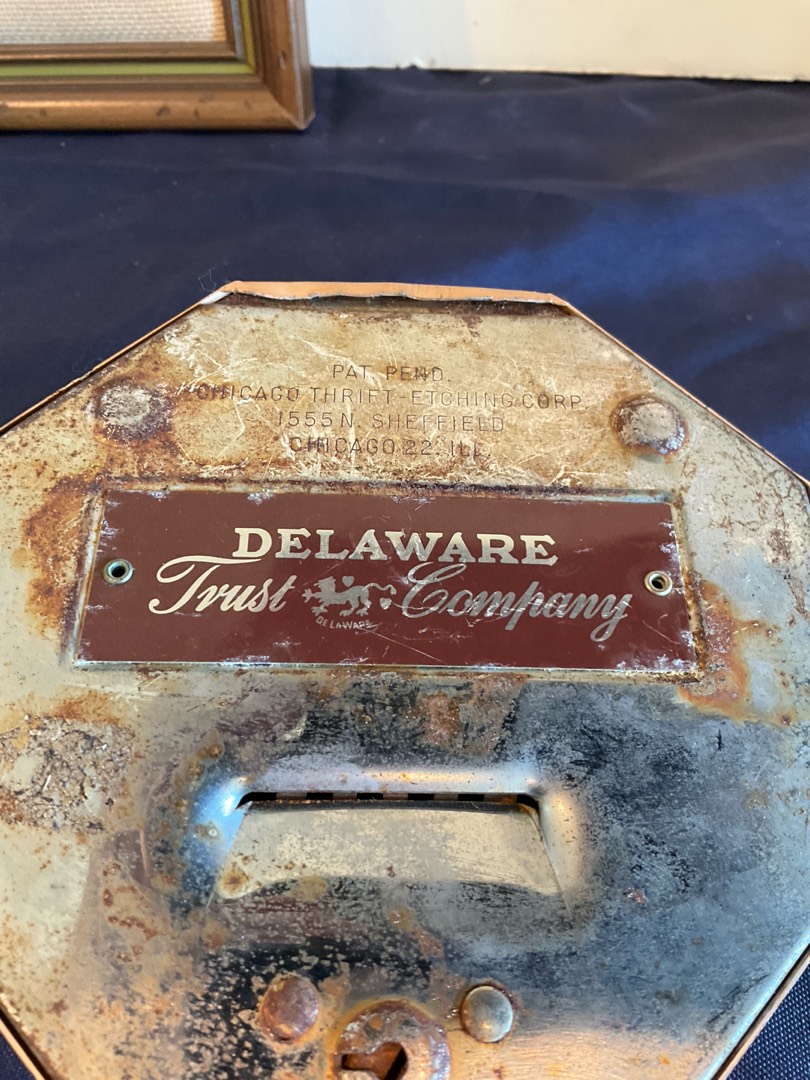 PAT. PEND.
CHICAGO THRIFT-ETCHING CORP.
1555 N. SHEFFIELD
CHICAGO 22, ILL.
DELAWARE
Trust Company
DELAWARE